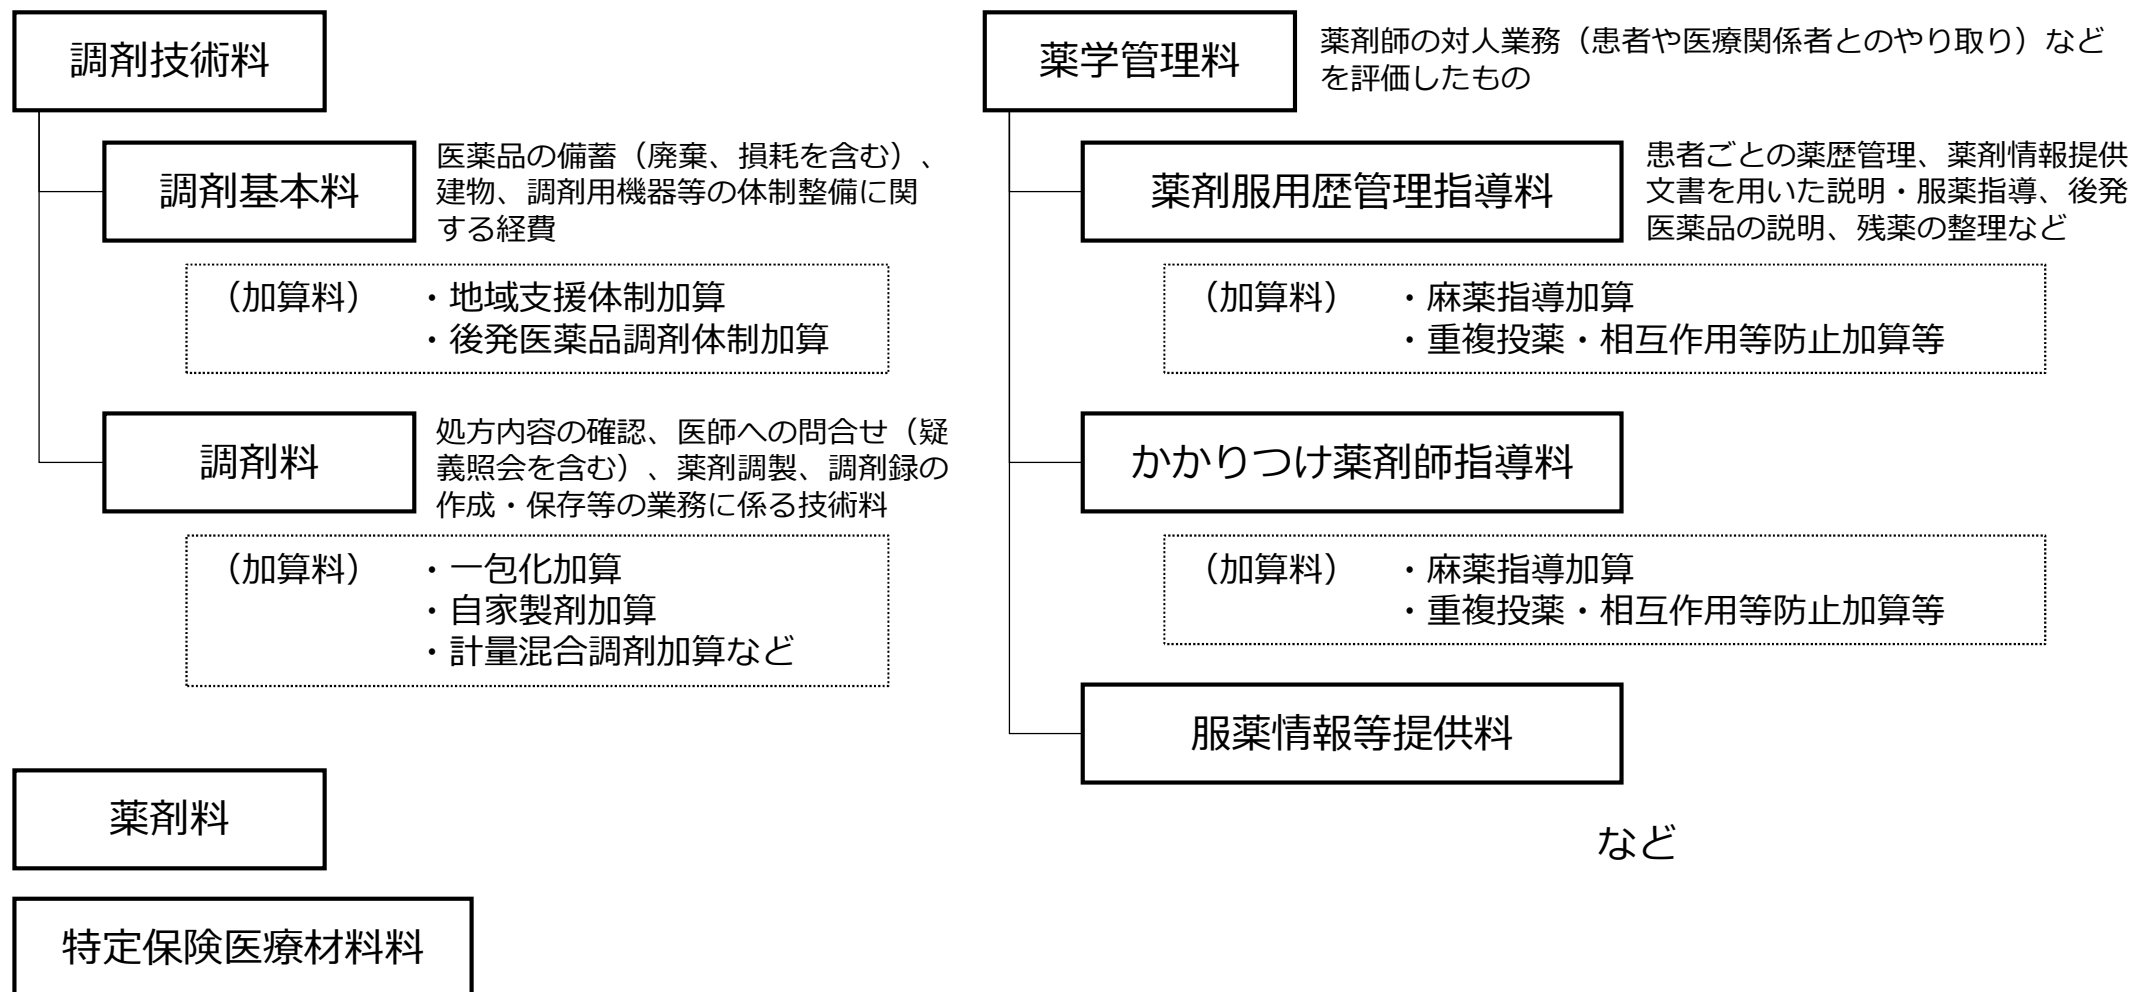 調剤技術料
調剤基本料
医薬品の備蓄（廃棄、損耗を含む）、
建物、調剤用機器等の体制整備に関
する経費
（加算料）　・地域支援体制加算
・後発医薬品調剤体制加算
調剤料
処方内容の確認、医師への問合せ（疑
義照会を含む）、薬剤調製、調剤録の
作成・保存等の業務に係る技術料
（加算料）　・一包化加算
・自家製剤加算
・計量混合調剤加算など
薬剤料
特定保険医療材料料
薬学管理料
薬剤師の対人業務（患者や医療関係者とのやり取り）など
を評価したもの
薬剤服用歴管理指導料
患者ごとの薬歴管理、薬剤情報提供
文書を用いた説明・服薬指導、後発
医薬品の説明、残薬の整理など
（加算料）　・麻薬指導加算
・重複投薬・相互作用等防止加算等
かかりつけ薬剤師指導料
（加算料）　・麻薬指導加算
・重複投薬・相互作用等防止加算等
服薬情報等提供料
など